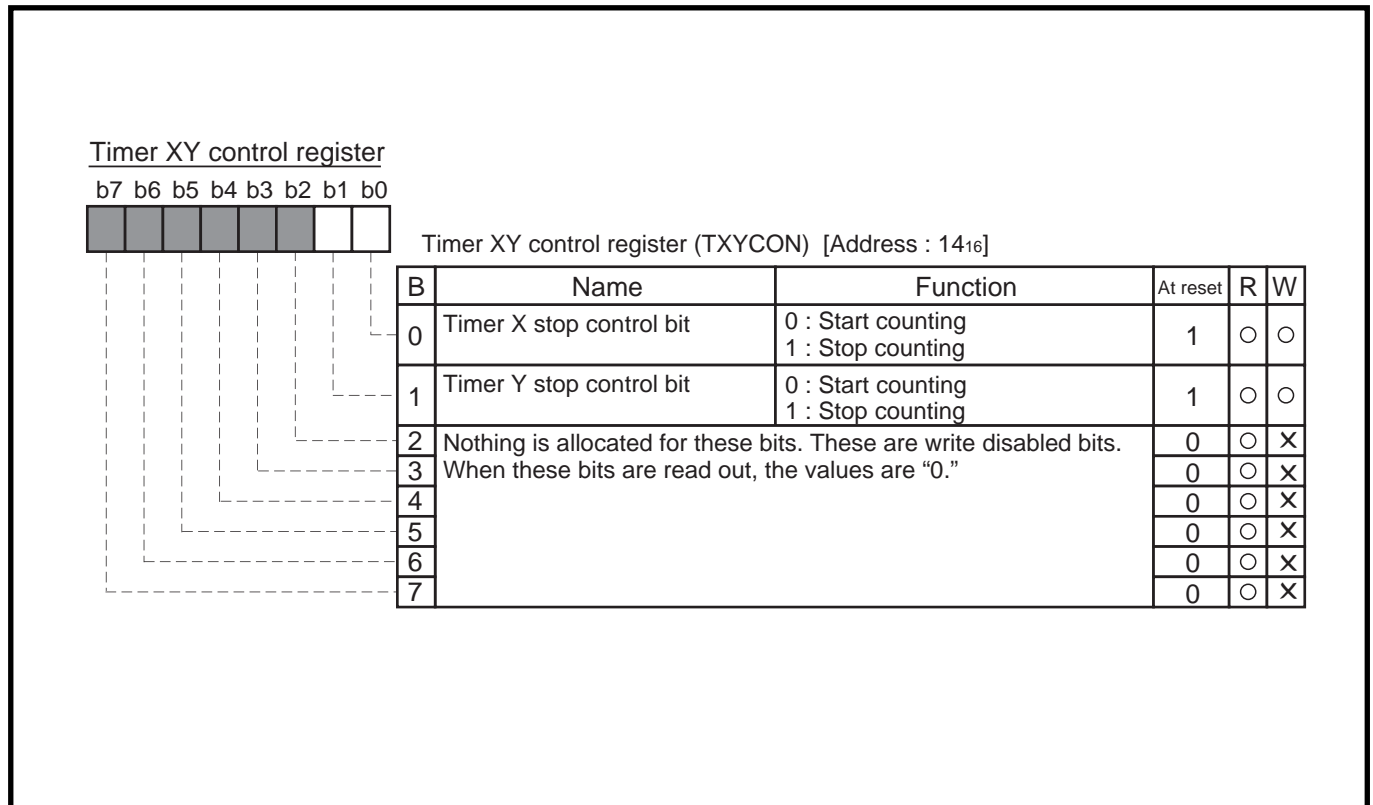 Timer XY control register
b7 b6 b5 b4 b3 b2 b1 b0
Timer XY control register (TXYCON) [Address : 14₁₆]
B Name Function At reset R W
0 Timer X stop control bit 0 : Start counting 1 ○ ○
1 : Stop counting
1 Timer Y stop control bit 0 : Start counting 1 ○ ○
1 : Stop counting
2 Nothing is allocated for these bits. These are write disabled bits. 0 ○ ×
3 When these bits are read out, the values are “0.” 0 ○ ×
4 0 ○ ×
5 0 ○ ×
6 0 ○ ×
7 0 ○ ×